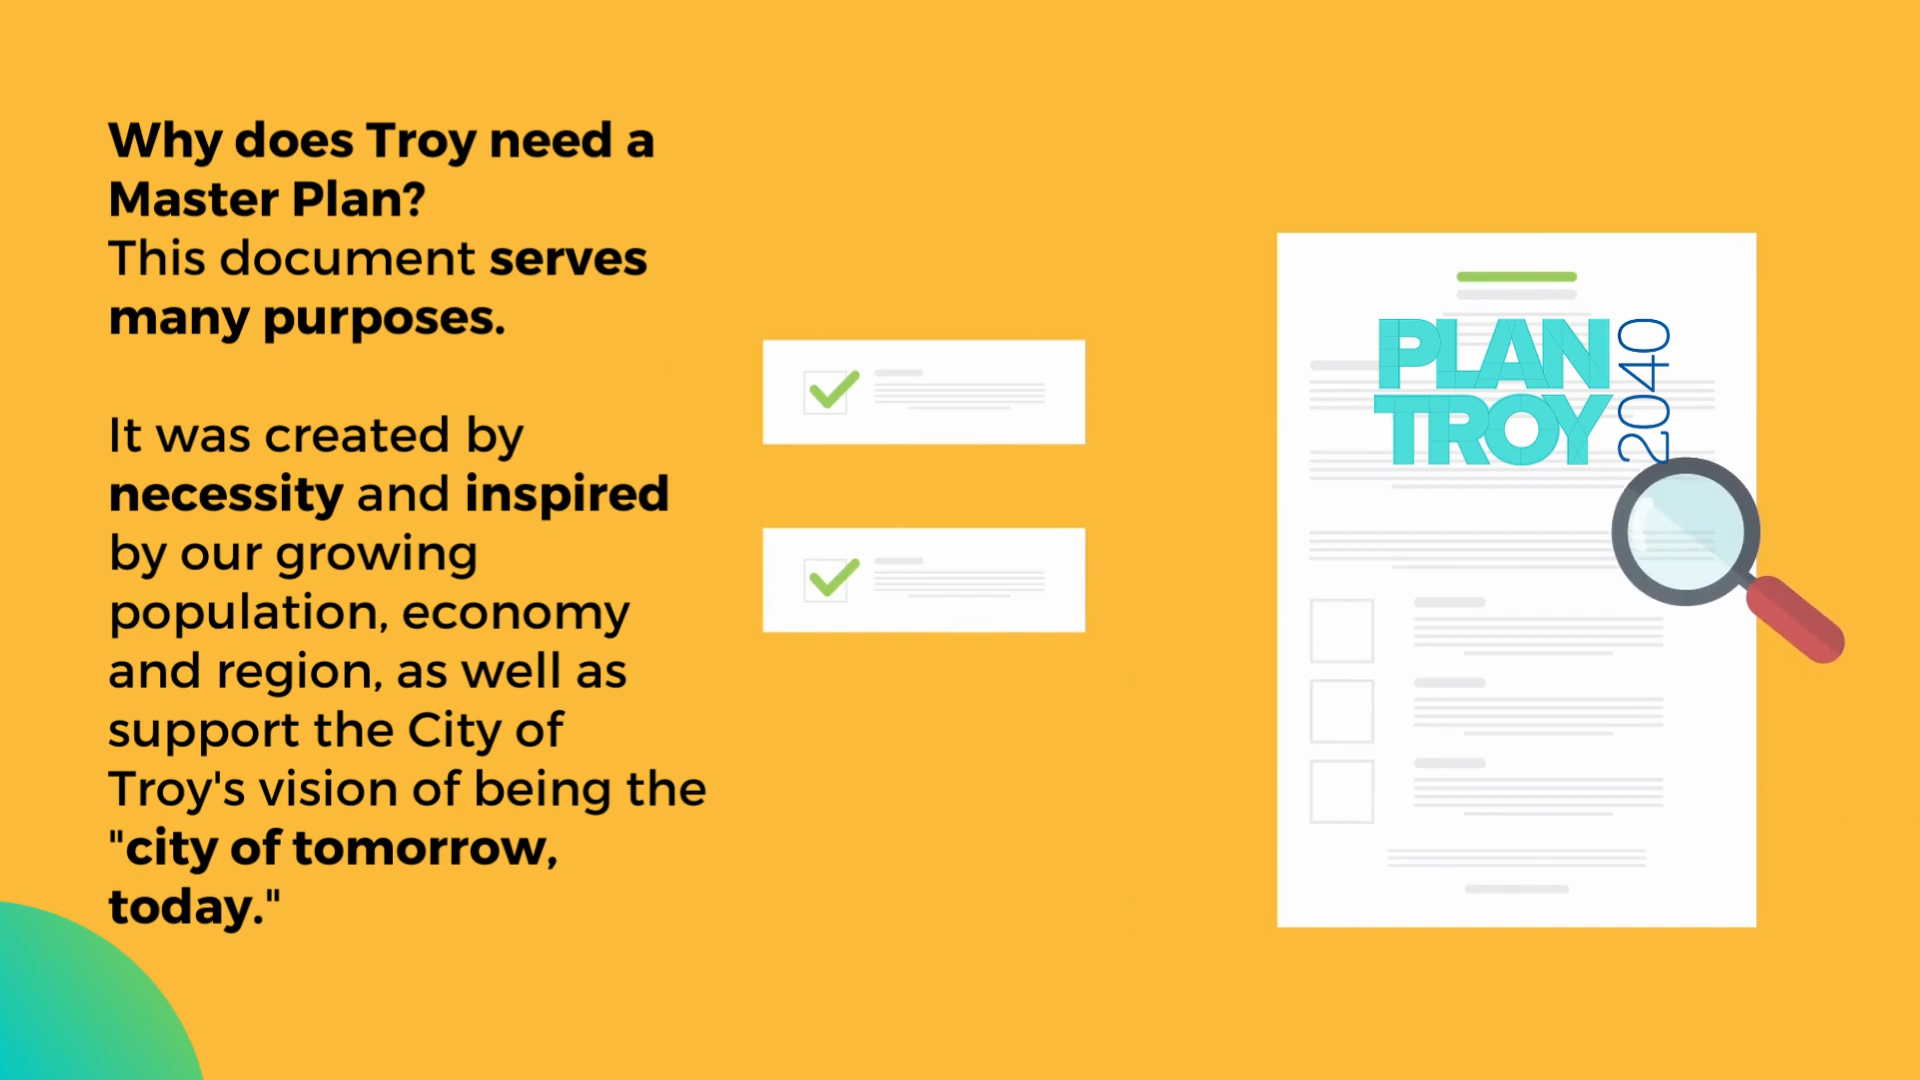 Why does Troy need a
Master Plan?
This document serves
many purposes.
It was created by
necessity and inspired
by our growing
population, economy
and region, as well as
support the City of
Troy's vision of being the
"city of tomorrow,
today."
PLAN
TROY
2040